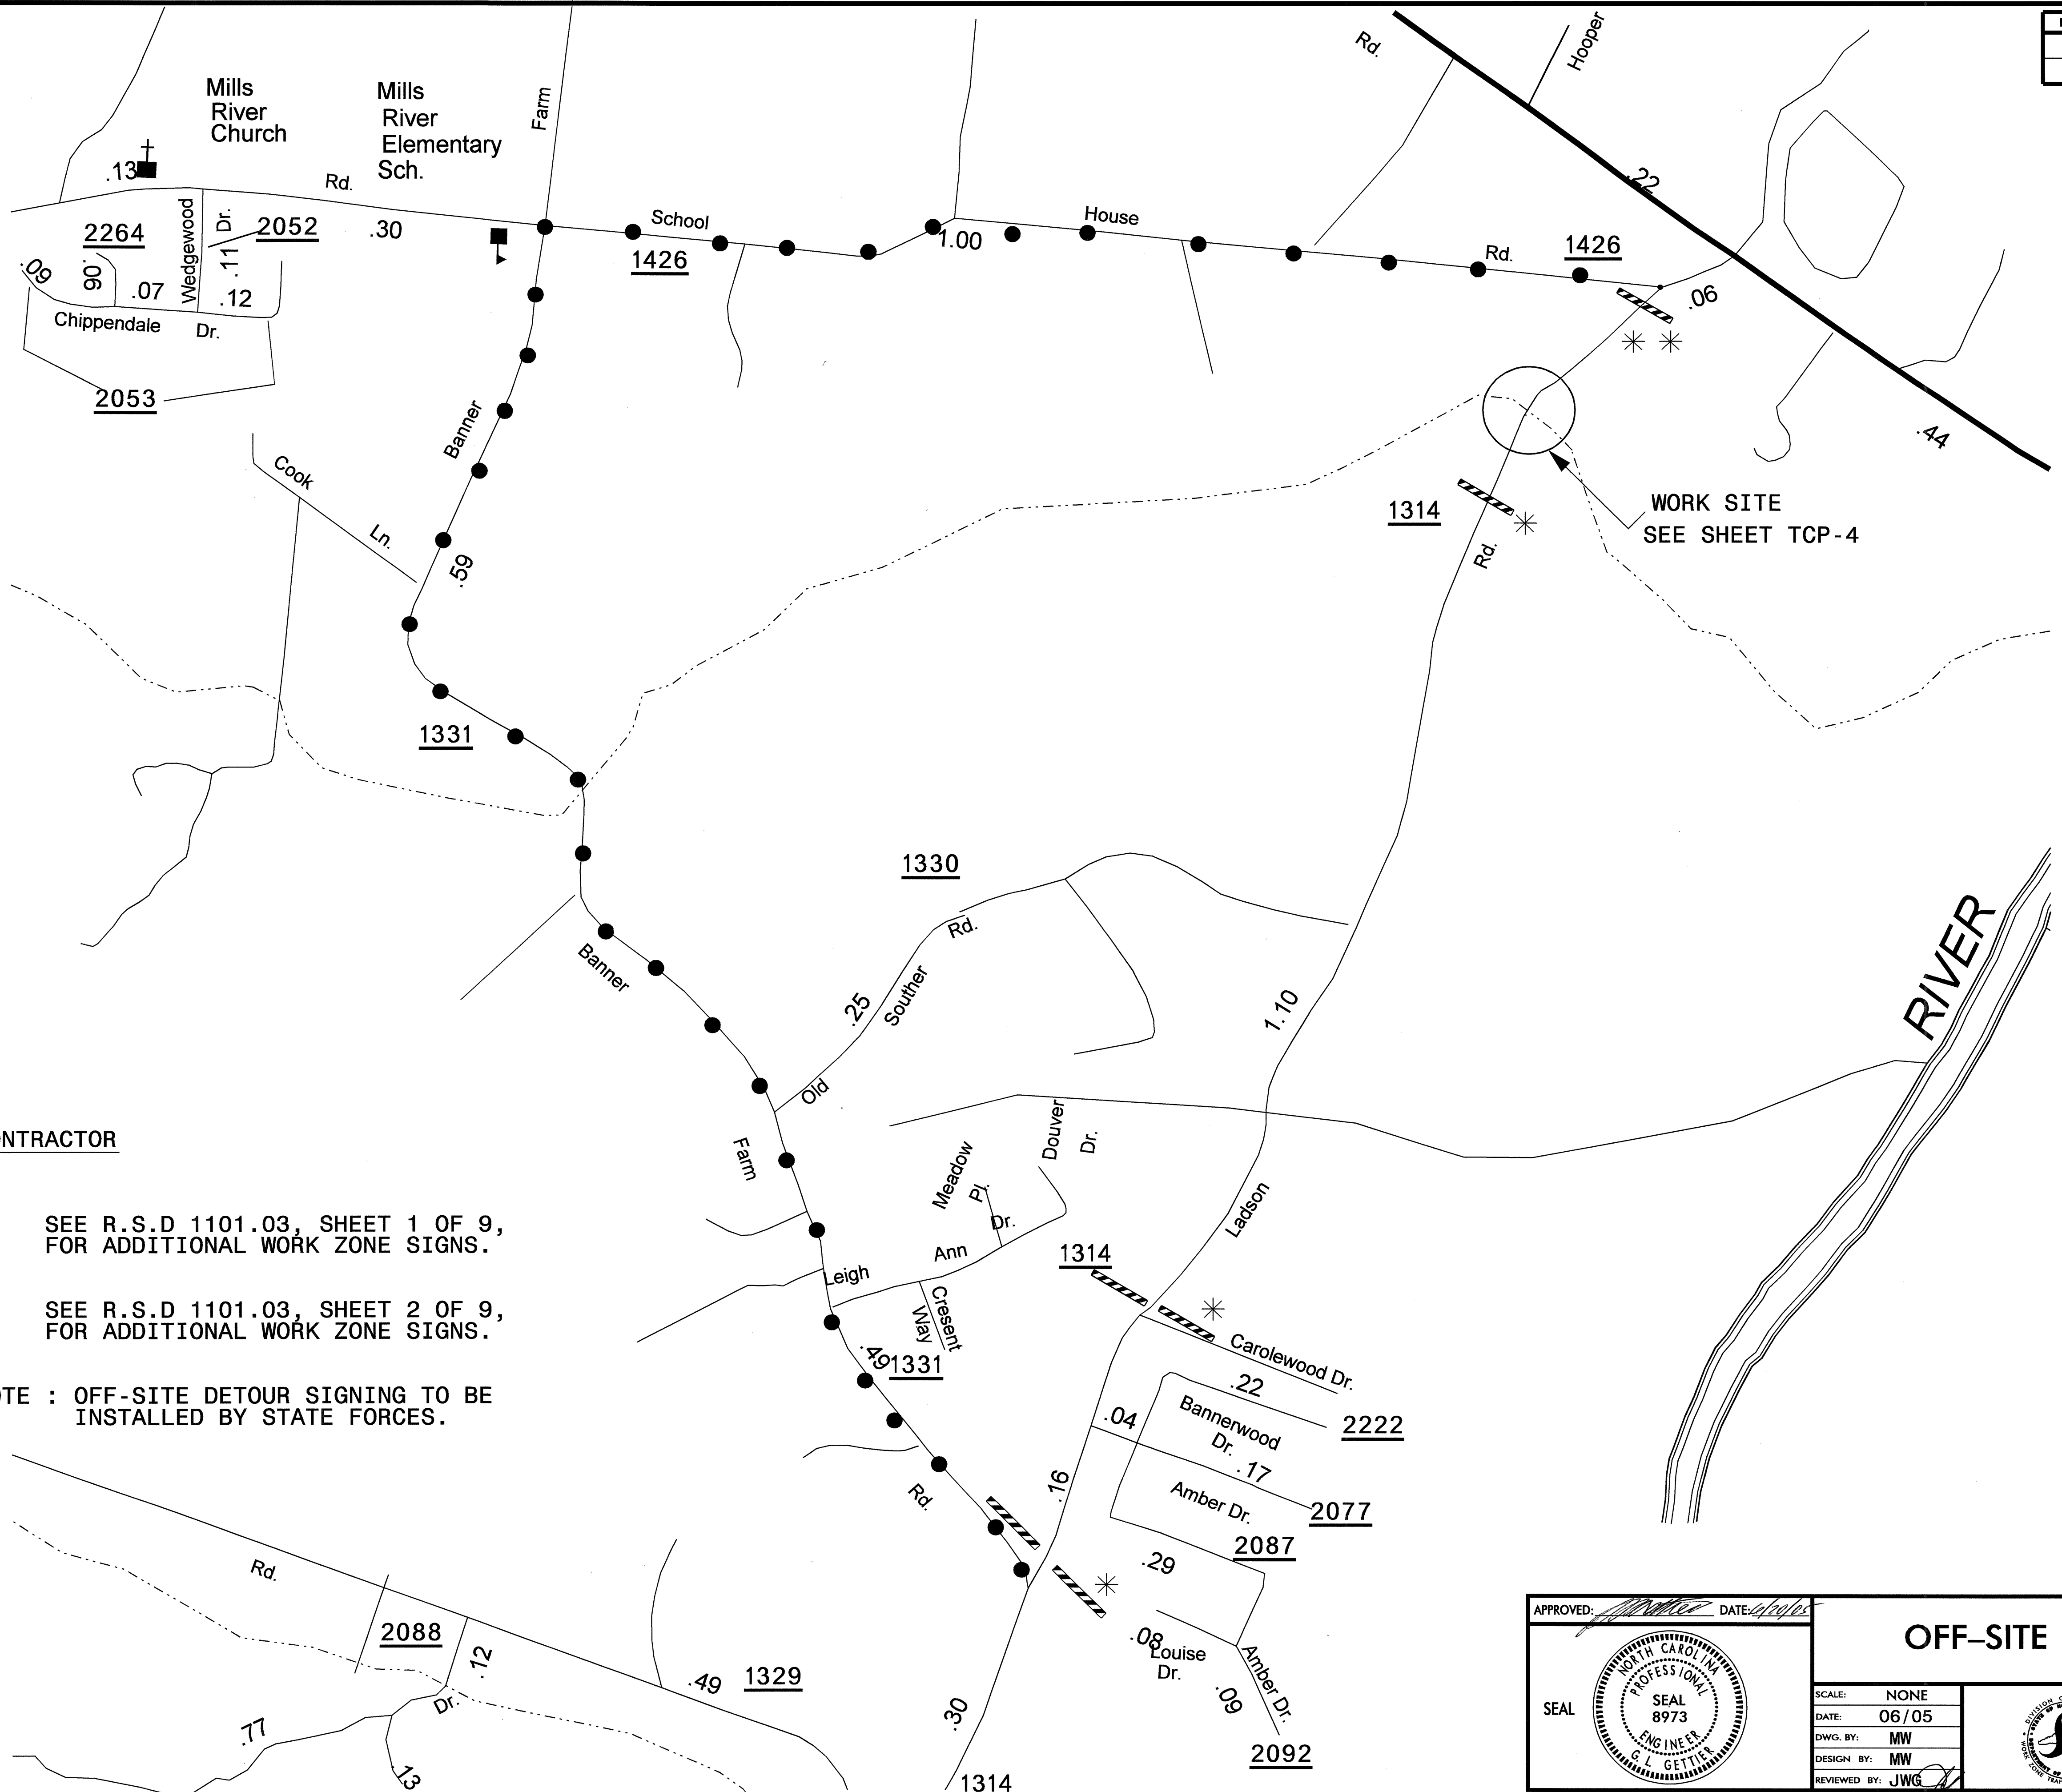 Rd.
Hooper
Mills
River
Church
Mills
River
Elementary
Sch.
Farm
.22
.13
Rd.
.30
School
1426
1.00
House
Rd.
1426
.06
.44
2264
Wedgewood
Dr.
2052
.09
.06
.07
.11
.12
Chippendale
Dr.
2053
Banner
Cook
Ln.
.59
1314
Rd.
WORK SITE
SEE SHEET TCP-4
1331
1330
Rd.
Souther
.25
Old
Banner
1.10
RIVER
NTRACTOR
Farm
Meadow
Pl.
Douver
Dr.
Dr.
Ann
Leigh
Cresent
Way
Ladson
1314
SEE R.S.D 1101.03, SHEET 1 OF 9,
FOR ADDITIONAL WORK ZONE SIGNS.
SEE R.S.D 1101.03, SHEET 2 OF 9,
FOR ADDITIONAL WORK ZONE SIGNS.
OTE : OFF-SITE DETOUR SIGNING TO BE
INSTALLED BY STATE FORCES.
.49
1331
Carolewood Dr.
.22
2222
.04
Bannerwood
Dr.
.17
.16
Amber Dr.
2077
2087
.29
Rd.
.08
Louise
Dr.
Amber Dr.
.09
2092
Rd.
2088
.12
Dr.
.49
1329
.77
.13
.30
1314
APPROVED:
DATE: 6/20/05
SEAL
NORTH CAROLINA
PROFESSIONAL
SEAL
8973
ENGINEER
G. L. GETTIER
OFF–SITE
SCALE: NONE
DATE: 06/05
DWG. BY: MW
DESIGN BY: MW
REVIEWED BY: JWG